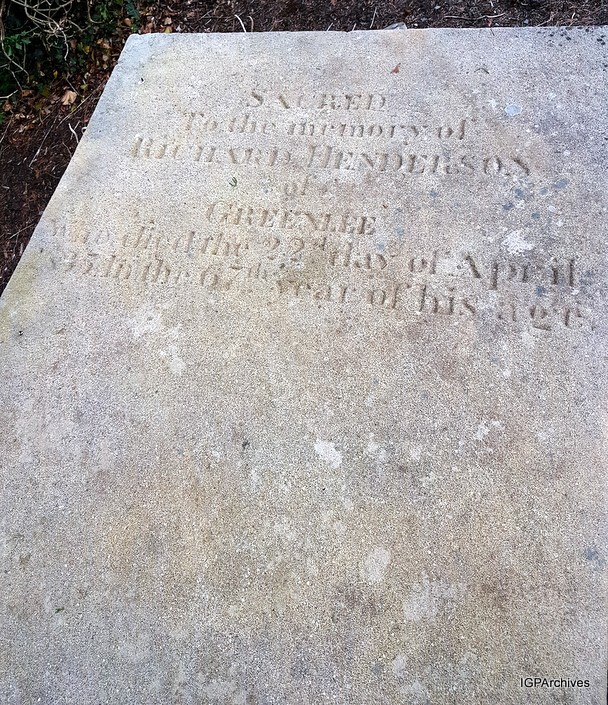 SACRED
To the memory of
RICHARD HENDERSON
of
GREENLEE
who died the 22d day of April
In the 67th year of his age.
IGPArchives